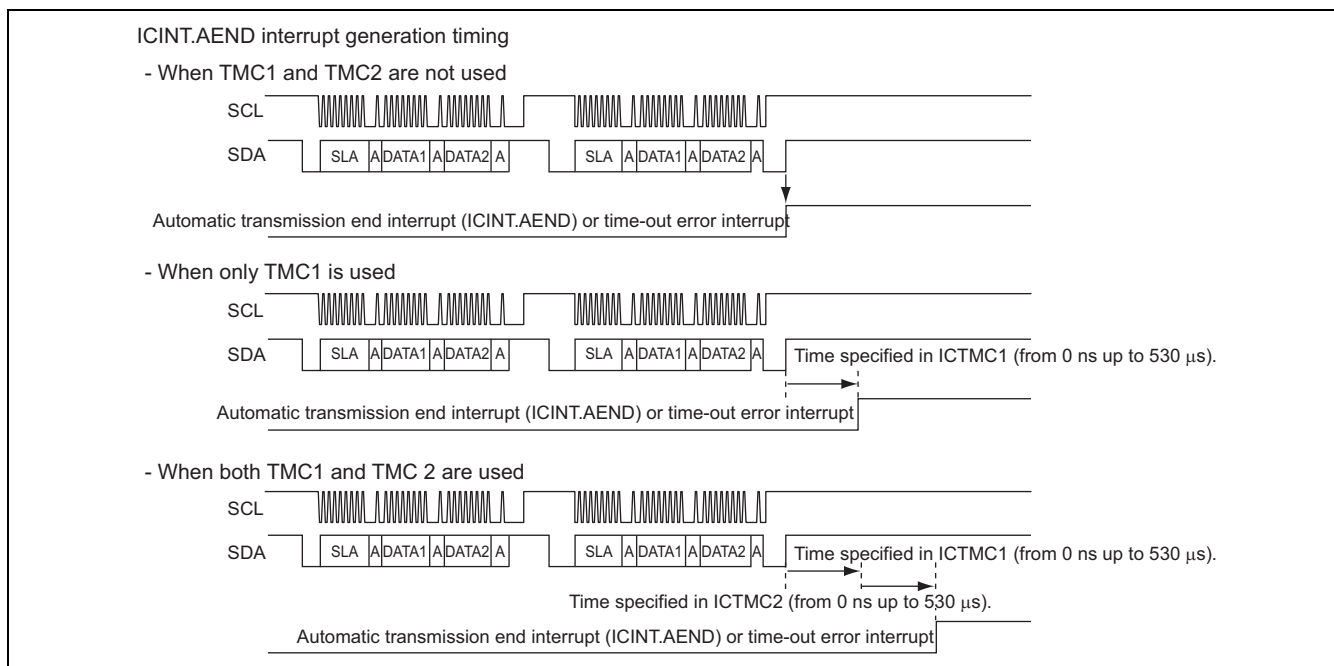 ICINT.AEND interrupt generation timing
- When TMC1 and TMC2 are not used
SCL
SDA
SLA A DATA1 A DATA2 A SLA A DATA1 A DATA2 A
Automatic transmission end interrupt (ICINT.AEND) or time-out error interrupt
- When only TMC1 is used
SCL
SDA
SLA A DATA1 A DATA2 A SLA A DATA1 A DATA2 A
Time specified in ICTMC1 (from 0 ns up to 530 μs).
Automatic transmission end interrupt (ICINT.AEND) or time-out error interrupt
- When both TMC1 and TMC 2 are used
SCL
SDA
SLA A DATA1 A DATA2 A SLA A DATA1 A DATA2 A
Time specified in ICTMC1 (from 0 ns up to 530 μs).
Time specified in ICTMC2 (from 0 ns up to 530 μs).
Automatic transmission end interrupt (ICINT.AEND) or time-out error interrupt